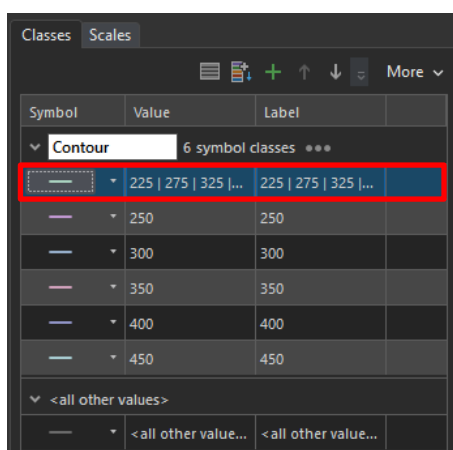 Classes Scales
More
Symbol Value Label
Contour 6 symbol classes
225 | 275 | 325 |... 225 | 275 | 325 |...
250 250
300 300
350 350
400 400
450 450
<all other values>
<all other value... <all other value...